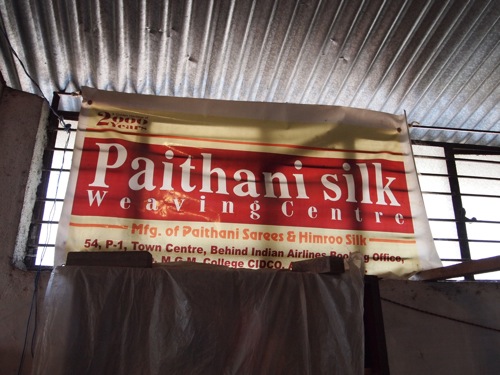 2000
Years
Paithani silk
Weaving Centre
Mfg. of Paithani Sarees & Himroo Silk
54, P-1, Town Centre, Behind Indian Airlines Booking Office,
M.G.M. College CIDCO,